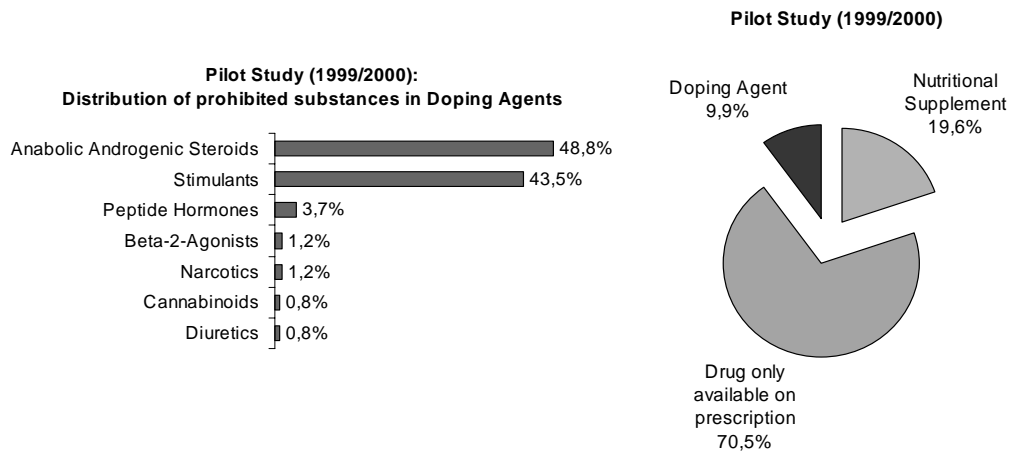 Pilot Study (1999/2000):
Distribution of prohibited substances in Doping Agents
Anabolic Androgenic Steroids 48,8%
Stimulants 43,5%
Peptide Hormones 3,7%
Beta-2-Agonists 1,2%
Narcotics 1,2%
Cannabinoids 0,8%
Diuretics 0,8%
Pilot Study (1999/2000)
Doping Agent
9,9%
Nutritional
Supplement
19,6%
Drug only
available on
prescription
70,5%